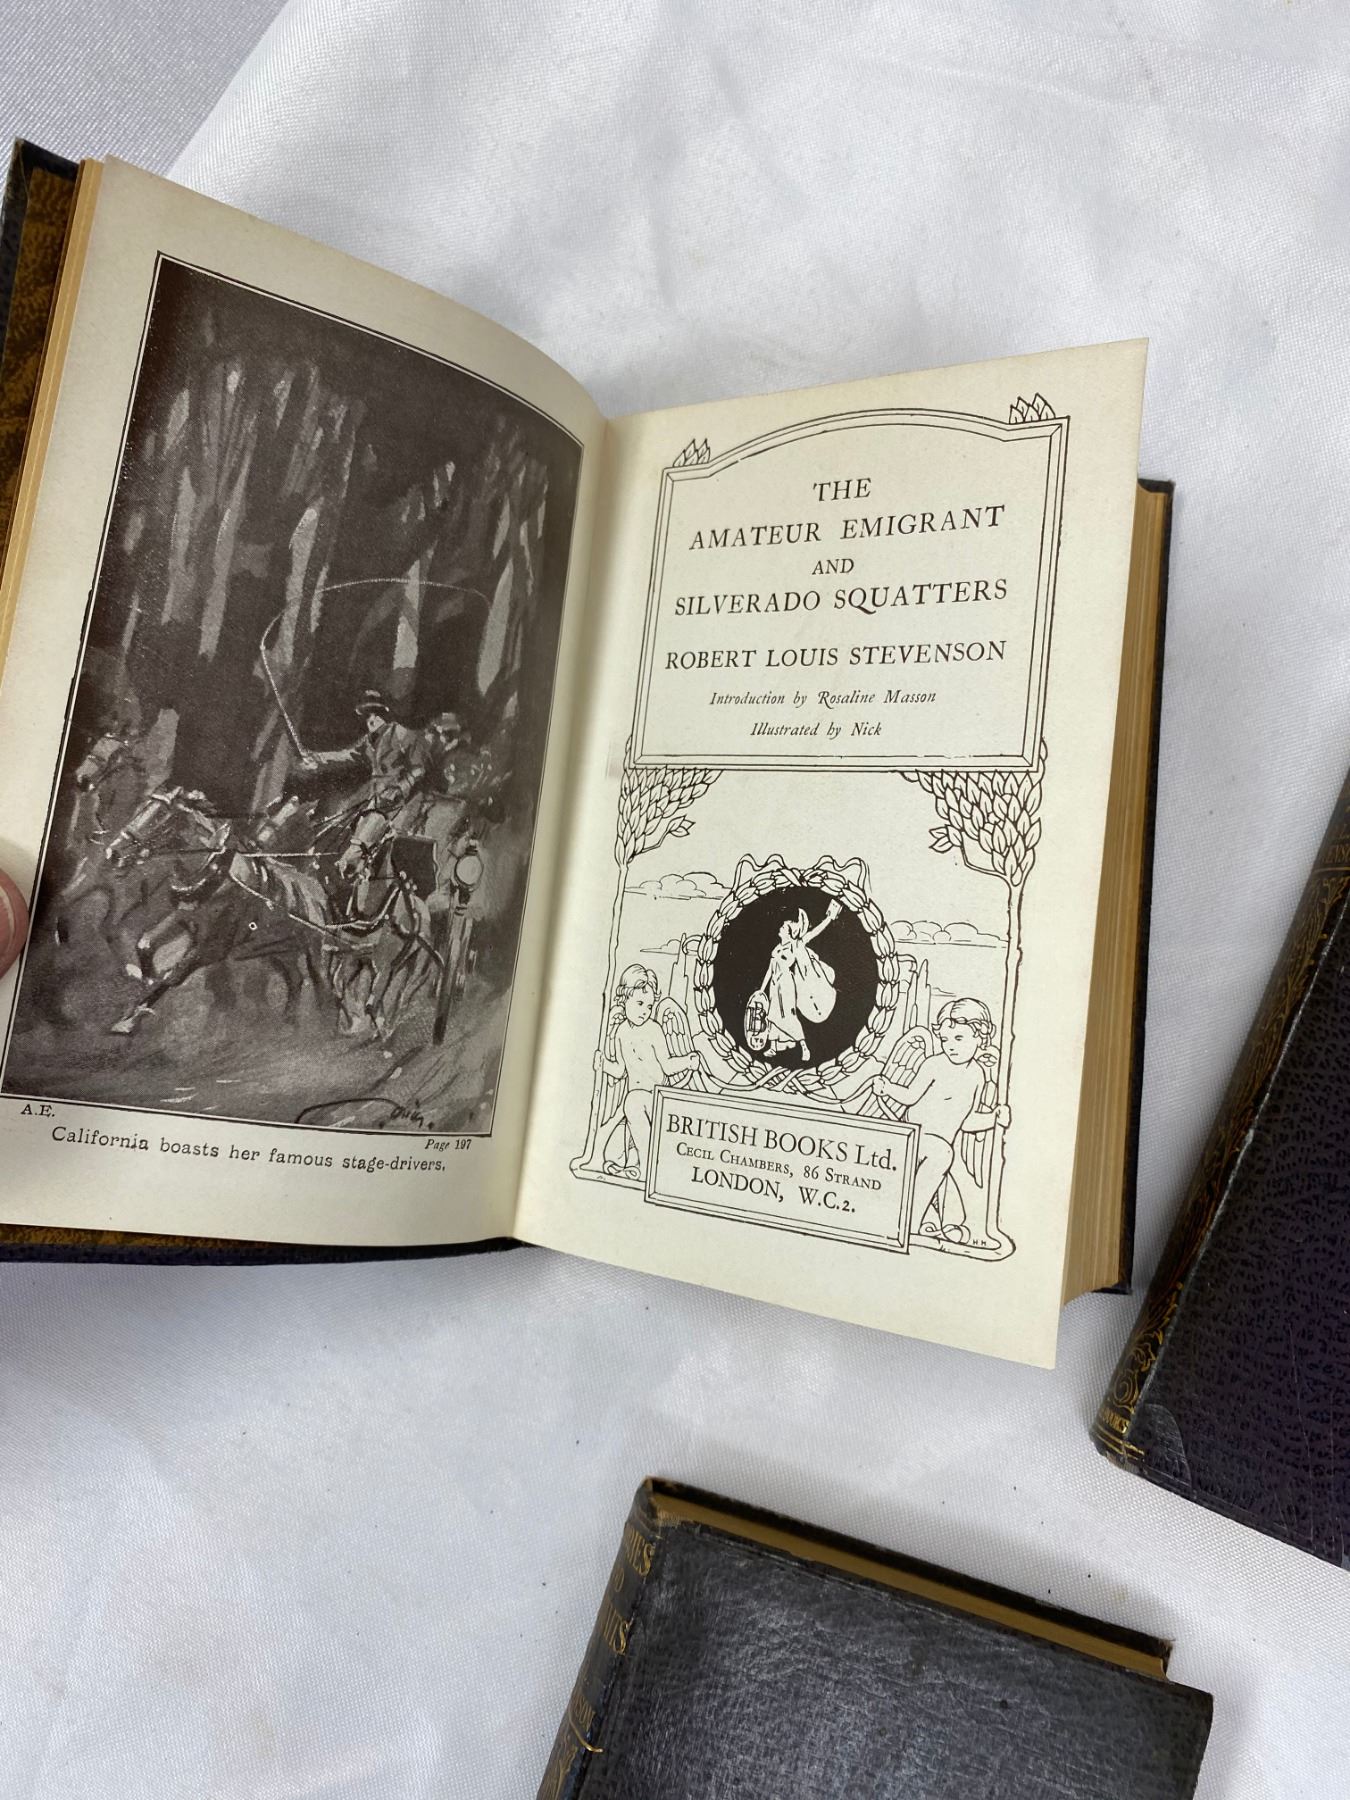 A.E.
Page 197
California boasts her famous stage-drivers.
THE
AMATEUR EMIGRANT
AND
SILVERADO SQUATTERS
ROBERT LOUIS STEVENSON
Introduction by Rosaline Masson
Illustrated by Nick
B
BRITISH BOOKS Ltd.
CECIL CHAMBERS, 86 STRAND
LONDON, W.C.2.
H M